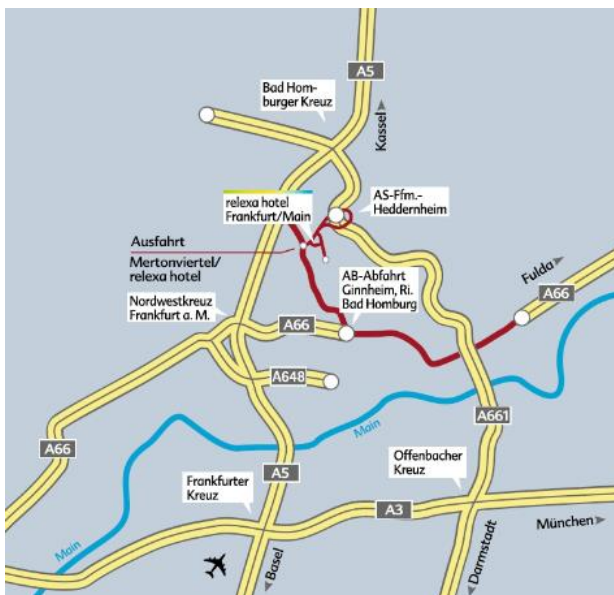 A5
Bad Hom-
burger Kreuz
Kassel
relexa hotel
Frankfurt/Main
AS-Ffm.-
Heddernheim
Ausfahrt
Mertonviertel/
relexa hotel
AB-Abfahrt
Ginnheim, Ri.
Bad Homburg
Fulda
A66
Nordwestkreuz
Frankfurt a. M.
A66
A648
Main
A661
A66
A5
Offenbacher
Kreuz
Frankfurter
Kreuz
A3
München
Main
Basel
Darmstadt